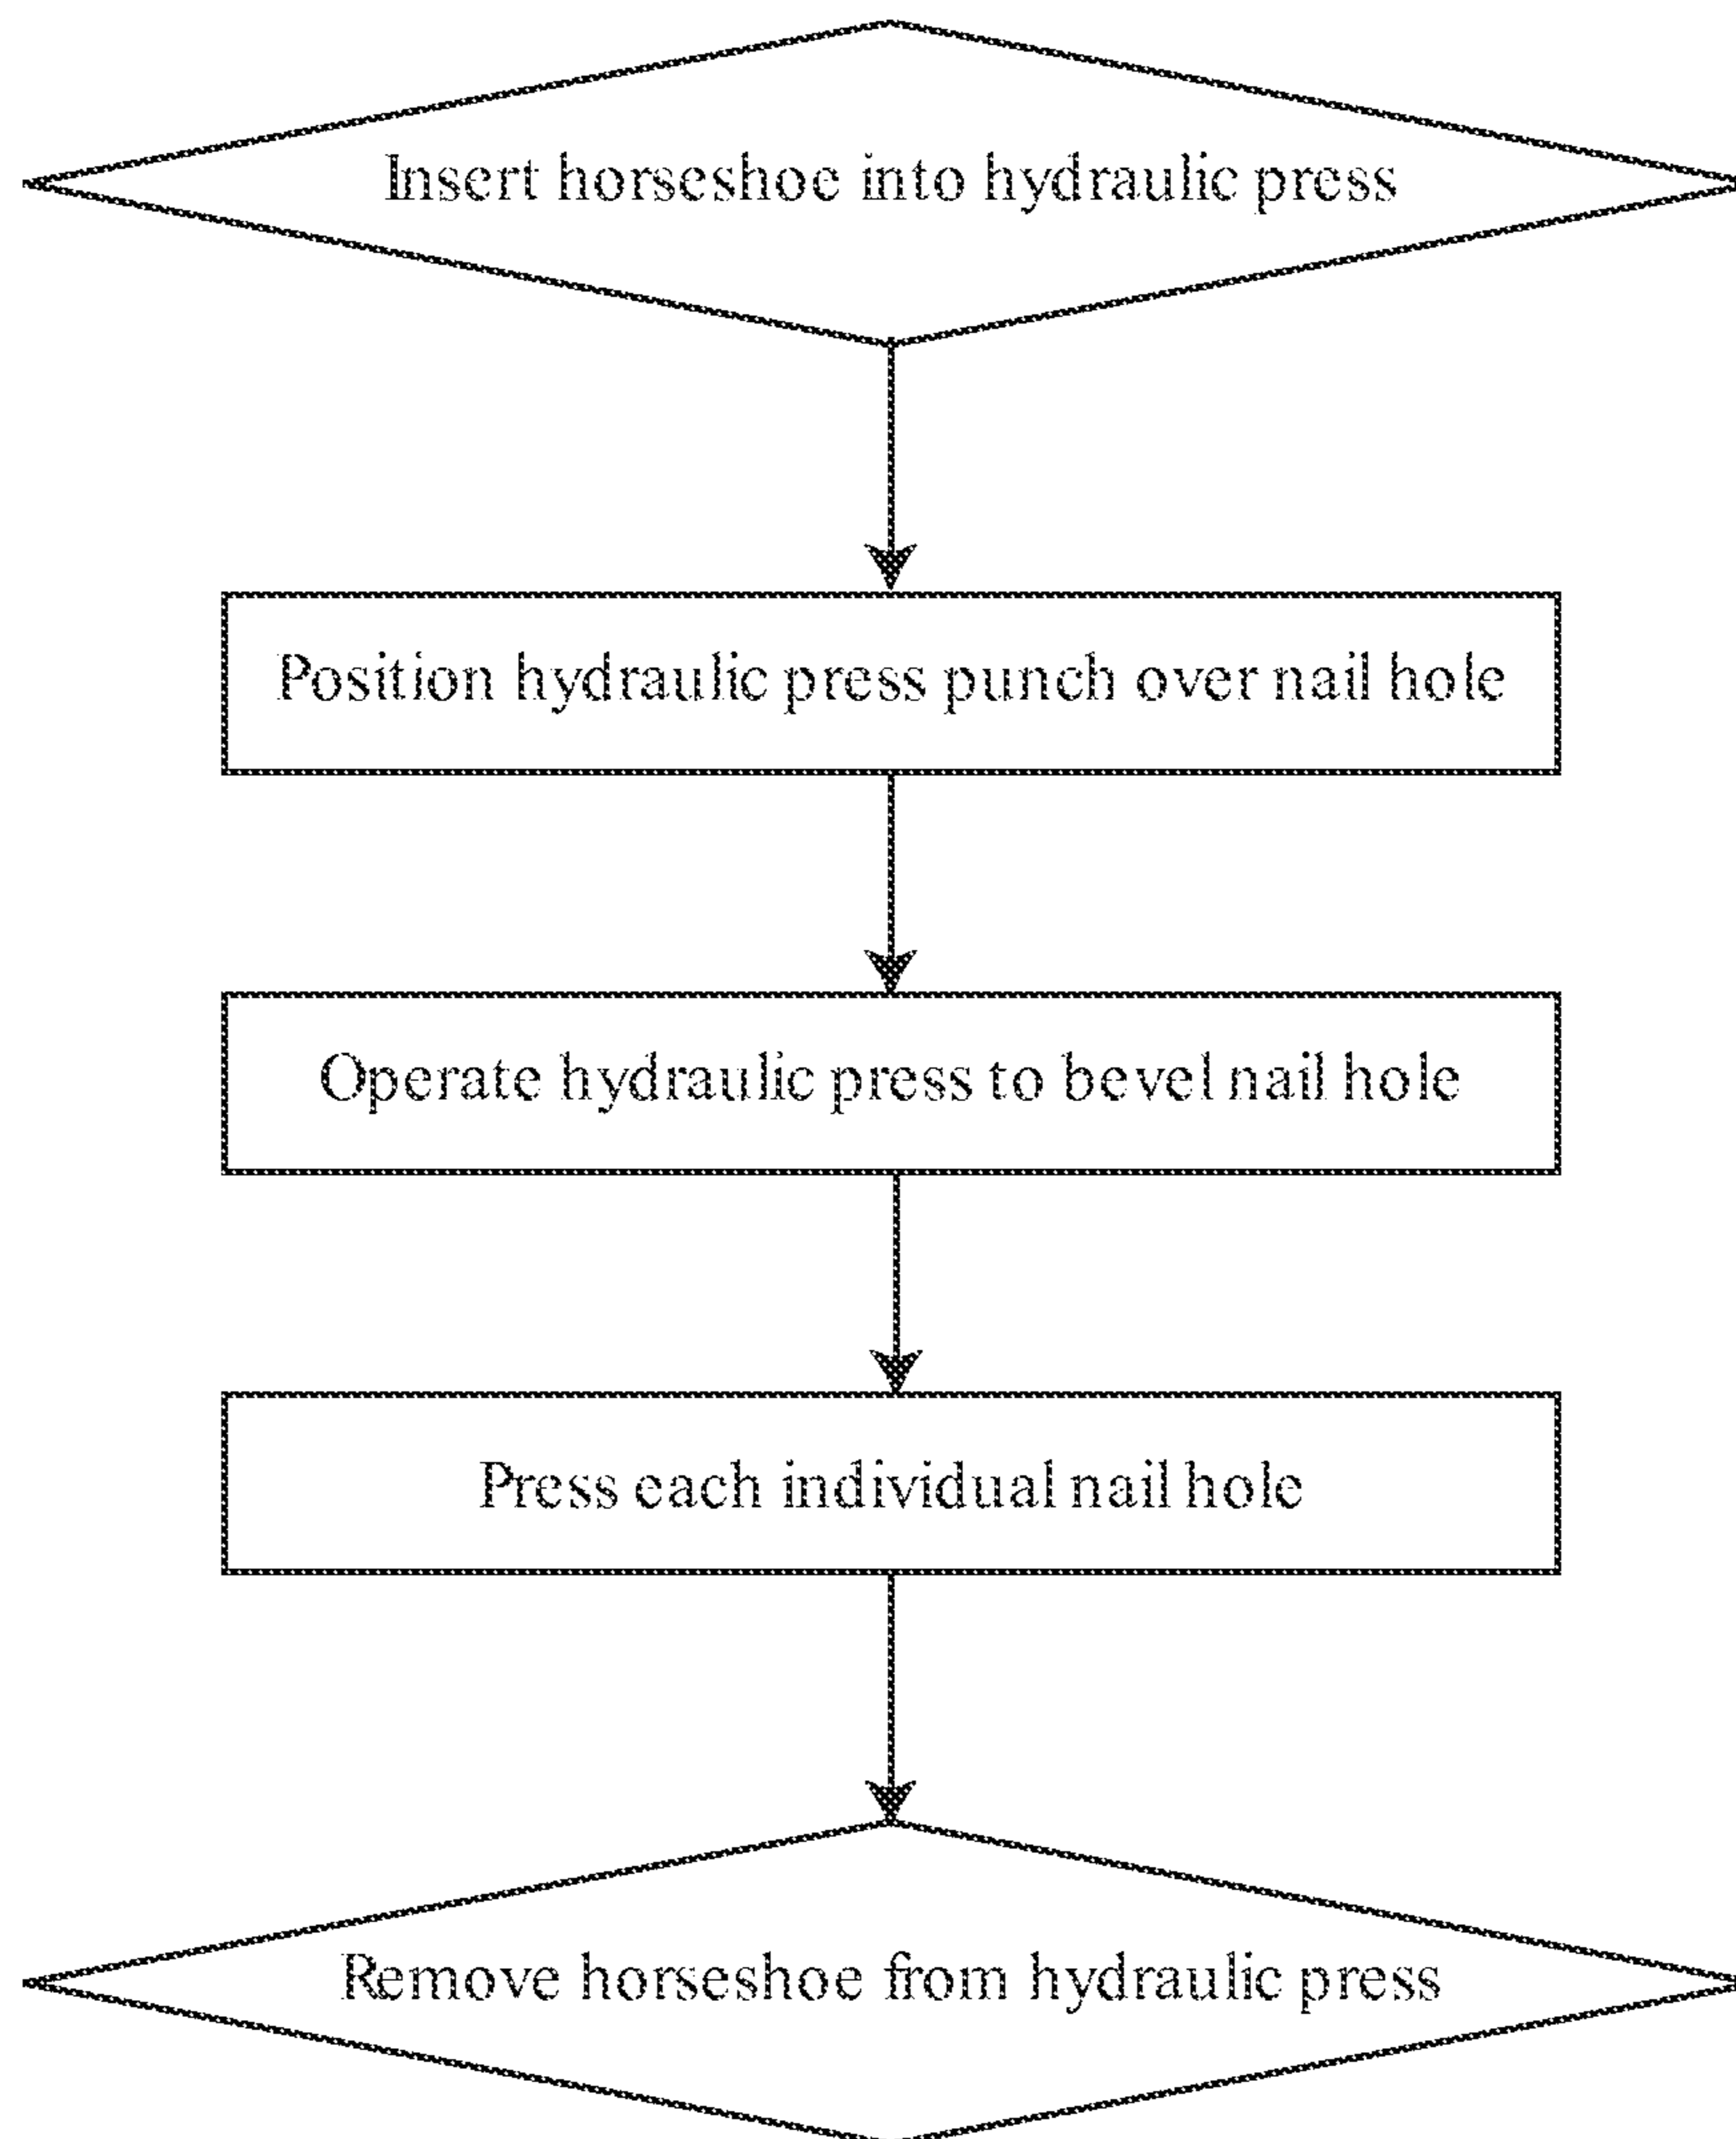 Insert horseshoe into hydraulic press
Position hydraulic press punch over nail hole
Operate hydraulic press to bevel nail hole
Press each individual nail hole
Remove horseshoe from hydraulic press